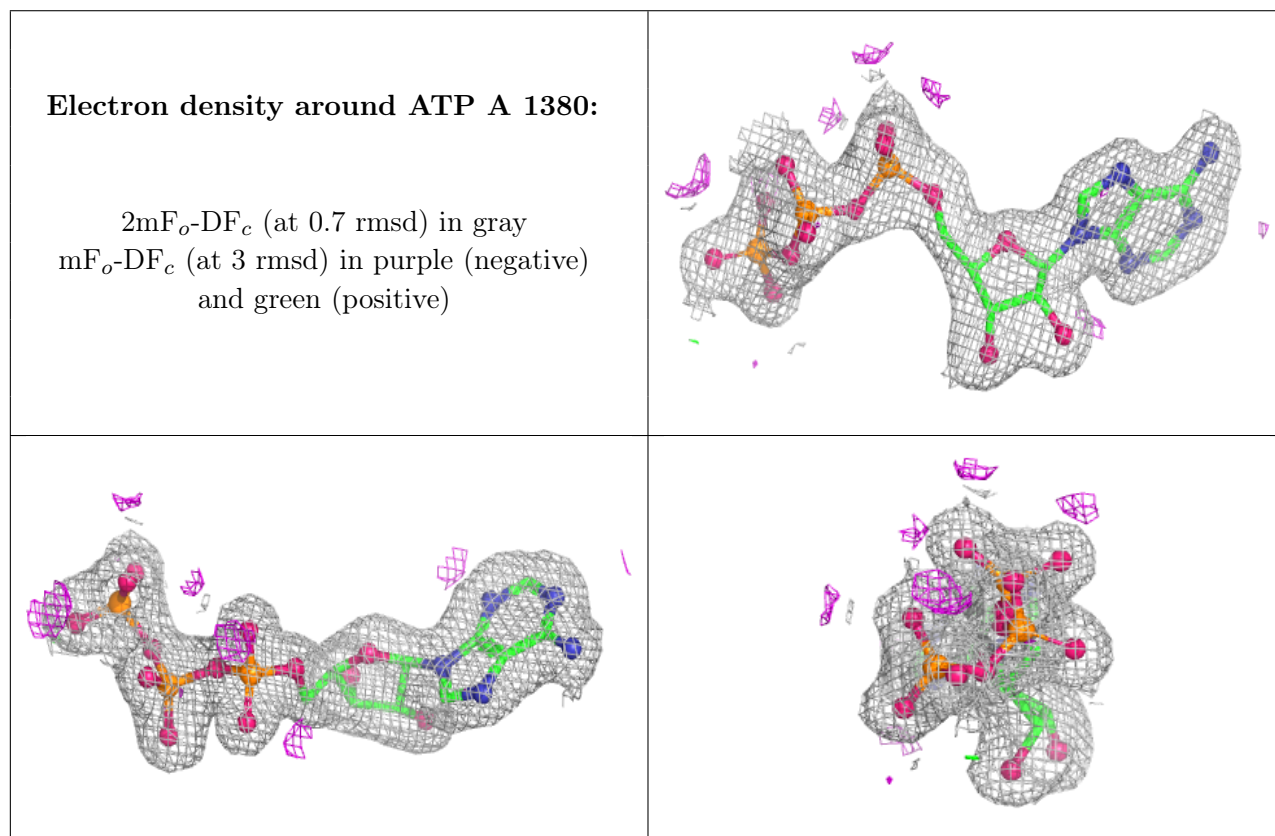 Electron density around ATP A 1380:
2mFo-DFc (at 0.7 rmsd) in gray
mFo-DFc (at 3 rmsd) in purple (negative)
and green (positive)